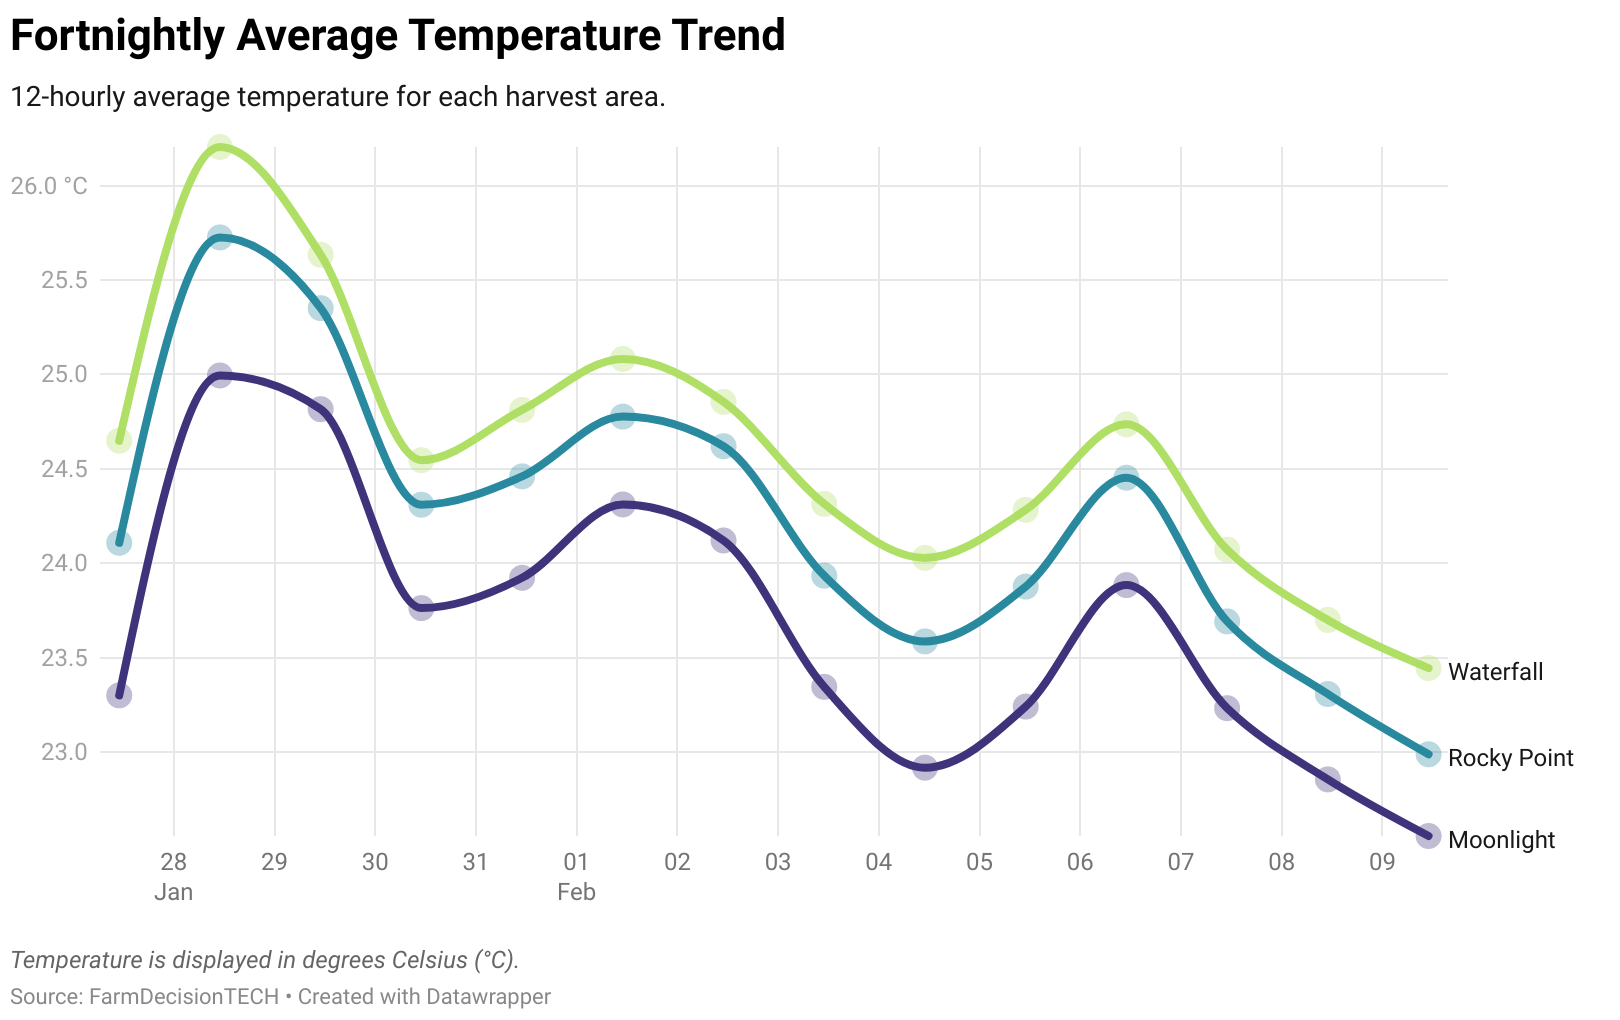 Fortnightly Average Temperature Trend
12-hourly average temperature for each harvest area.
26.0 °C
25.5
25.0
24.5
24.0
23.5
23.0
Waterfall
Rocky Point
Moonlight
28 29 30 31 01 02 03 04 05 06 07 08 09
Jan Feb
Temperature is displayed in degrees Celsius (°C).
Source: FarmDecisionTECH • Created with Datawrapper